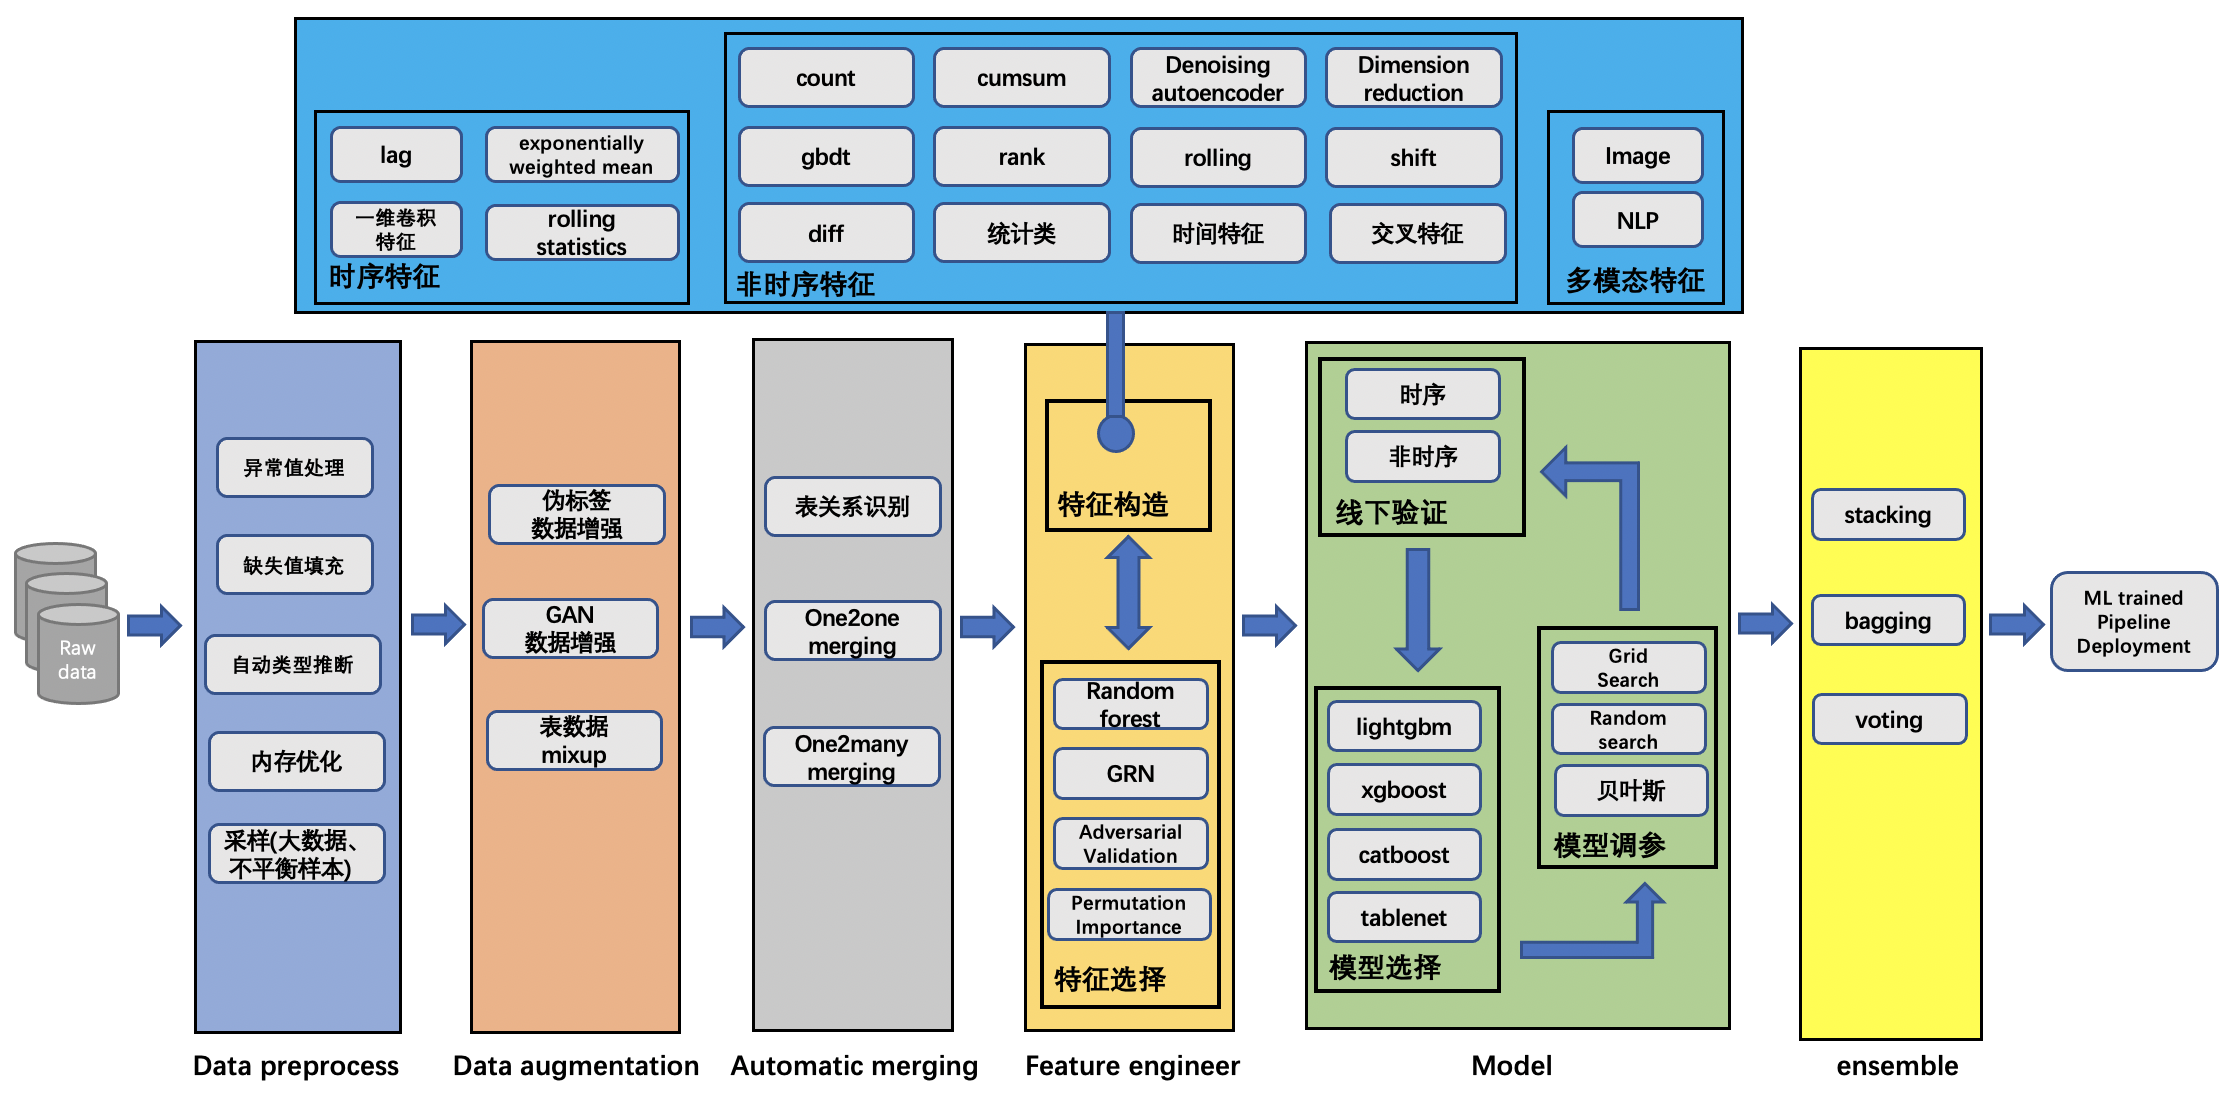 count
cumsum
Denoising
autoencoder
Dimension
reduction
lag
exponentially
weighted mean
gbdt
rank
rolling
shift
Image
一维卷积
特征
rolling
statistics
diff
统计类
时间特征
交叉特征
NLP
时序特征
非时序特征
多模态特征
Raw
data
异常值处理
缺失值填充
自动类型推断
内存优化
采样(大数据、
不平衡样本)
Data preprocess
伪标签
数据增强
GAN
数据增强
表数据
mixup
Data augmentation
表关系识别
One2one
merging
One2many
merging
Automatic merging
特征构造
Random
forest
GRN
Adversarial
Validation
Permutation
Importance
特征选择
Feature engineer
时序
非时序
线下验证
lightgbm
xgboost
catboost
tablenet
模型选择
Grid
Search
Random
search
贝叶斯
模型调参
Model
stacking
bagging
voting
ensemble
ML trained
Pipeline
Deployment